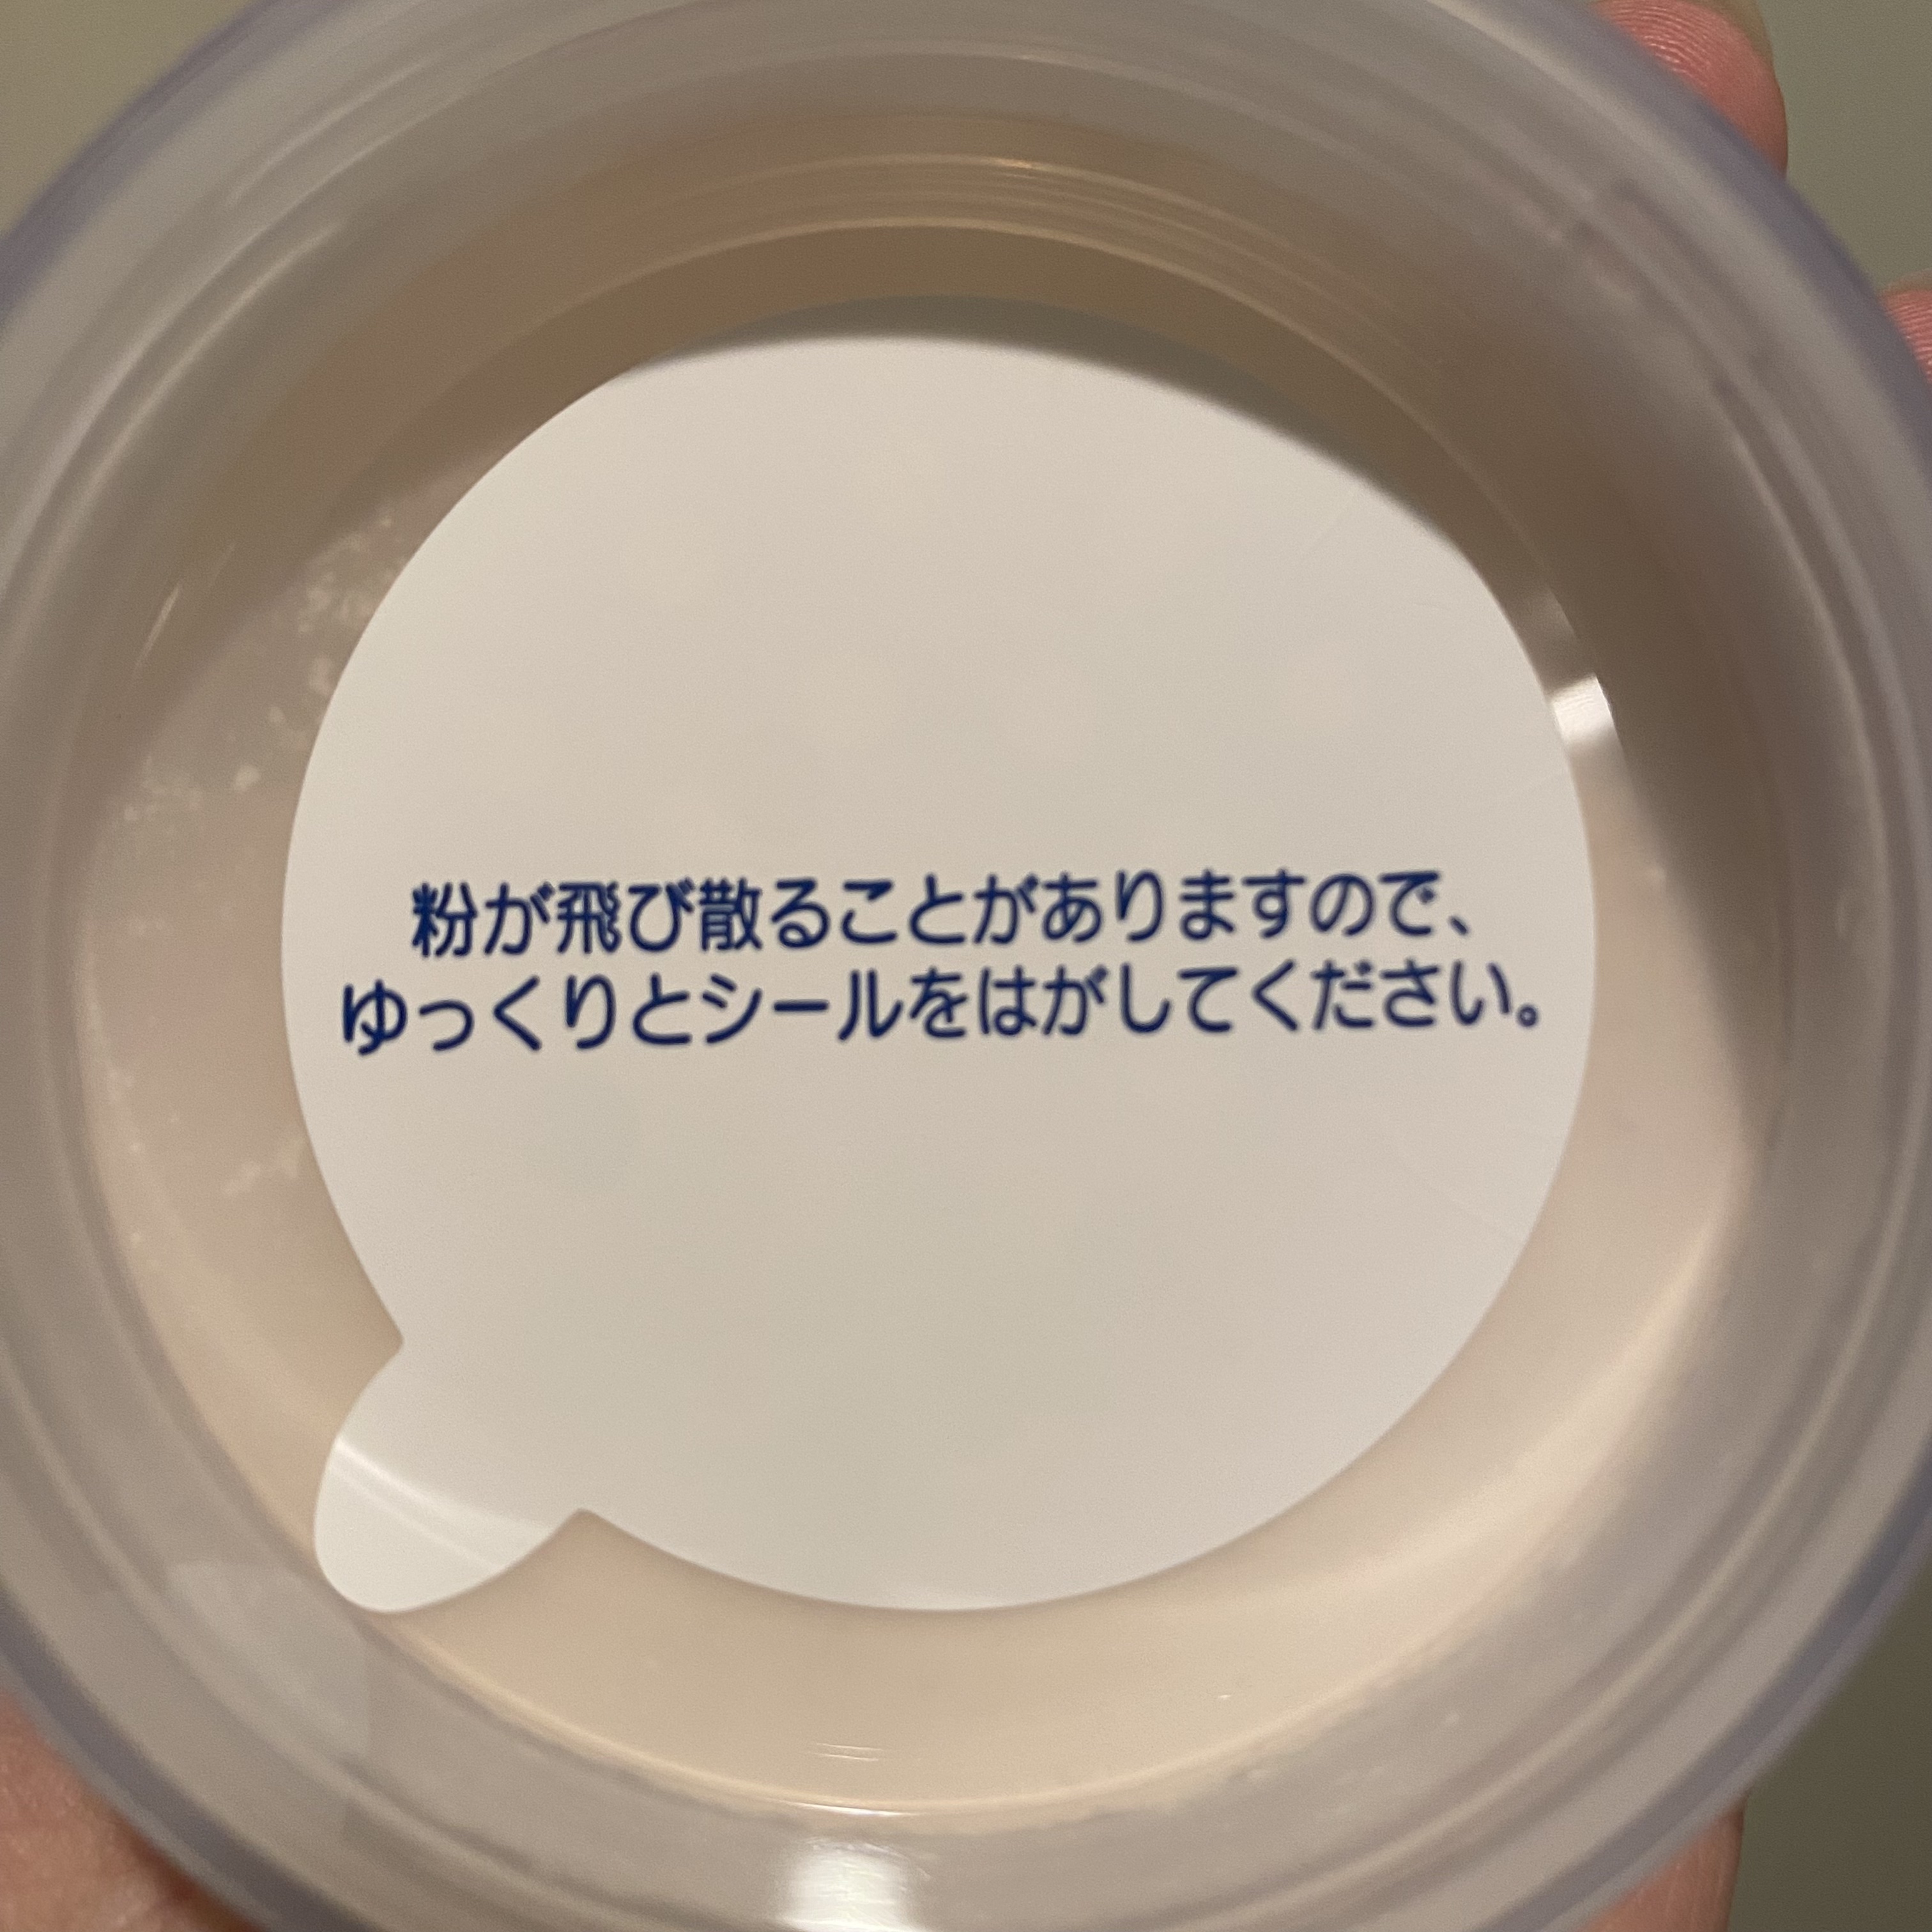 粉が飛び散ることがありますので、
ゆっくりとシールをはがしてください。